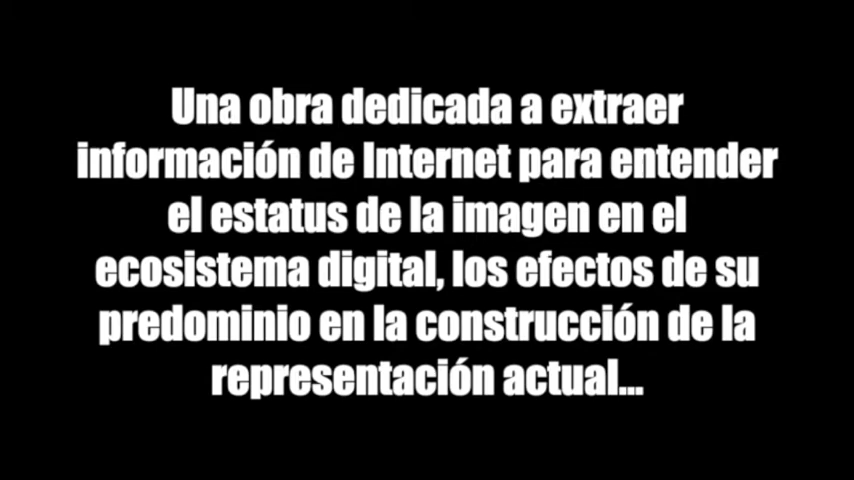 Una obra dedicada a extraer
información de Internet para entender
el estatus de la imagen en el
ecosistema digital, los efectos de su
predominio en la construcción de la
representación actual...